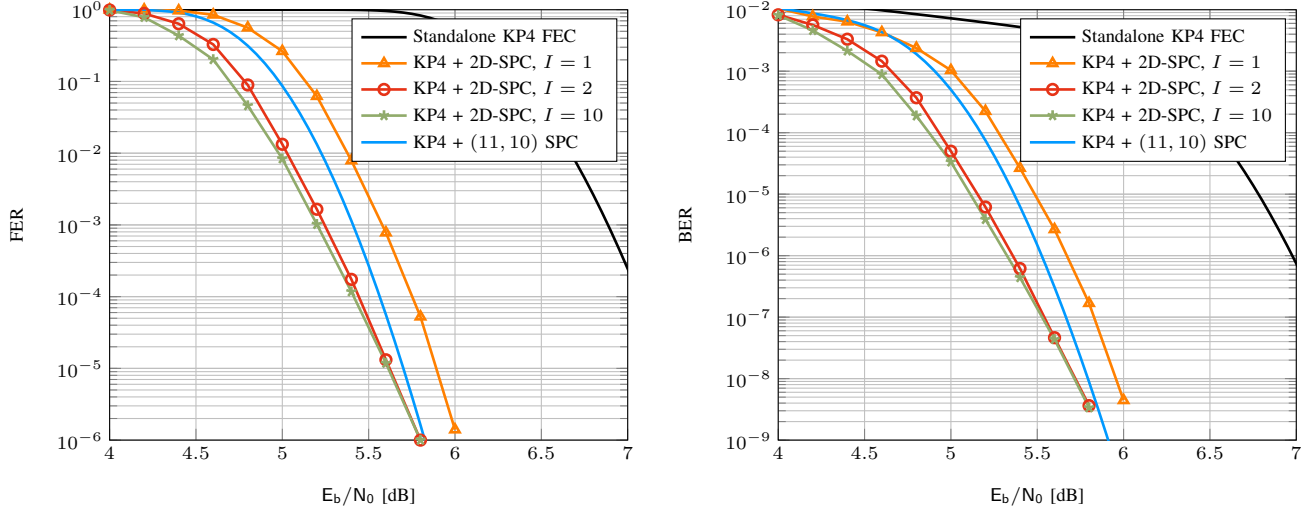 10^0
10^−1
10^−2
10^−3
10^−4
10^−5
10^−6
FER
4
4.5
5
5.5
6
6.5
7
E_b/N_0 [dB]
Standalone KP4 FEC
KP4 + 2D-SPC, I = 1
KP4 + 2D-SPC, I = 2
KP4 + 2D-SPC, I = 10
KP4 + (11, 10) SPC
10^−2
10^−3
10^−4
10^−5
10^−6
10^−7
10^−8
10^−9
BER
4
4.5
5
5.5
6
6.5
7
E_b/N_0 [dB]
Standalone KP4 FEC
KP4 + 2D-SPC, I = 1
KP4 + 2D-SPC, I = 2
KP4 + 2D-SPC, I = 10
KP4 + (11, 10) SPC